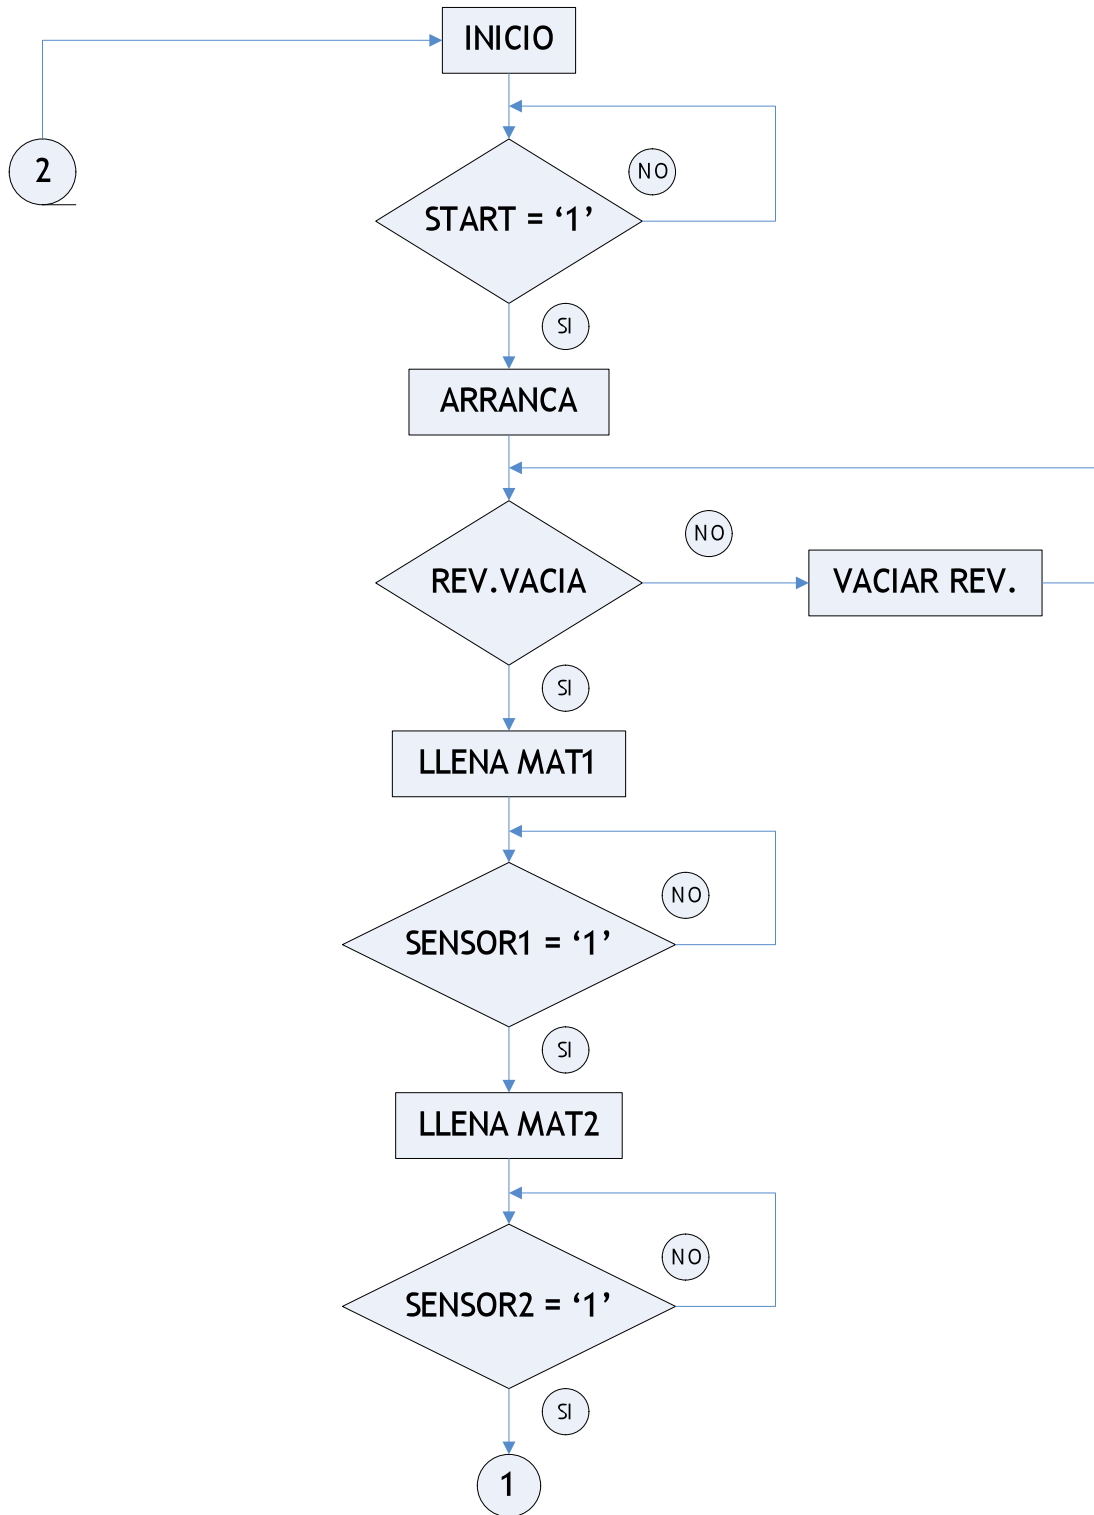 INICIO
2
NO
START = ‘1’
SI
ARRANCA
NO
REV.VACIA
VACIAR REV.
SI
LLENA MAT1
NO
SENSOR1 = ‘1’
SI
LLENA MAT2
NO
SENSOR2 = ‘1’
SI
1